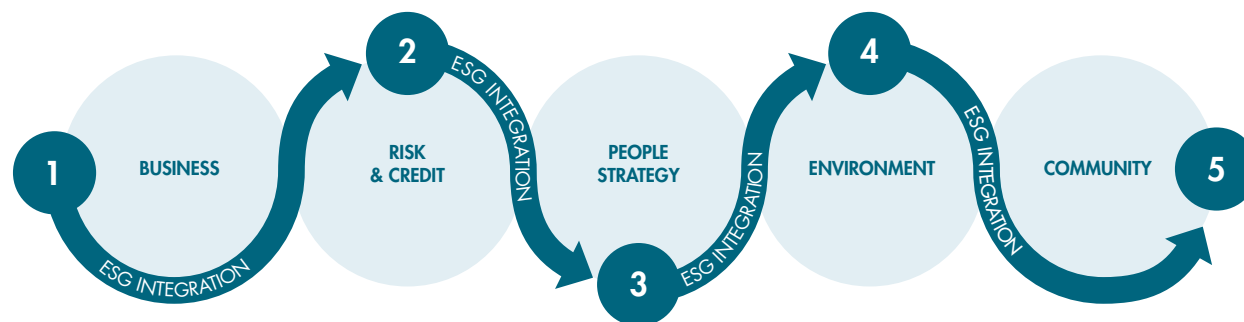 1
BUSINESS
ESG INTEGRATION
2
RISK
& CREDIT
ESG INTEGRATION
3
PEOPLE
STRATEGY
ESG INTEGRATION
4
ENVIRONMENT
ESG INTEGRATION
5
COMMUNITY